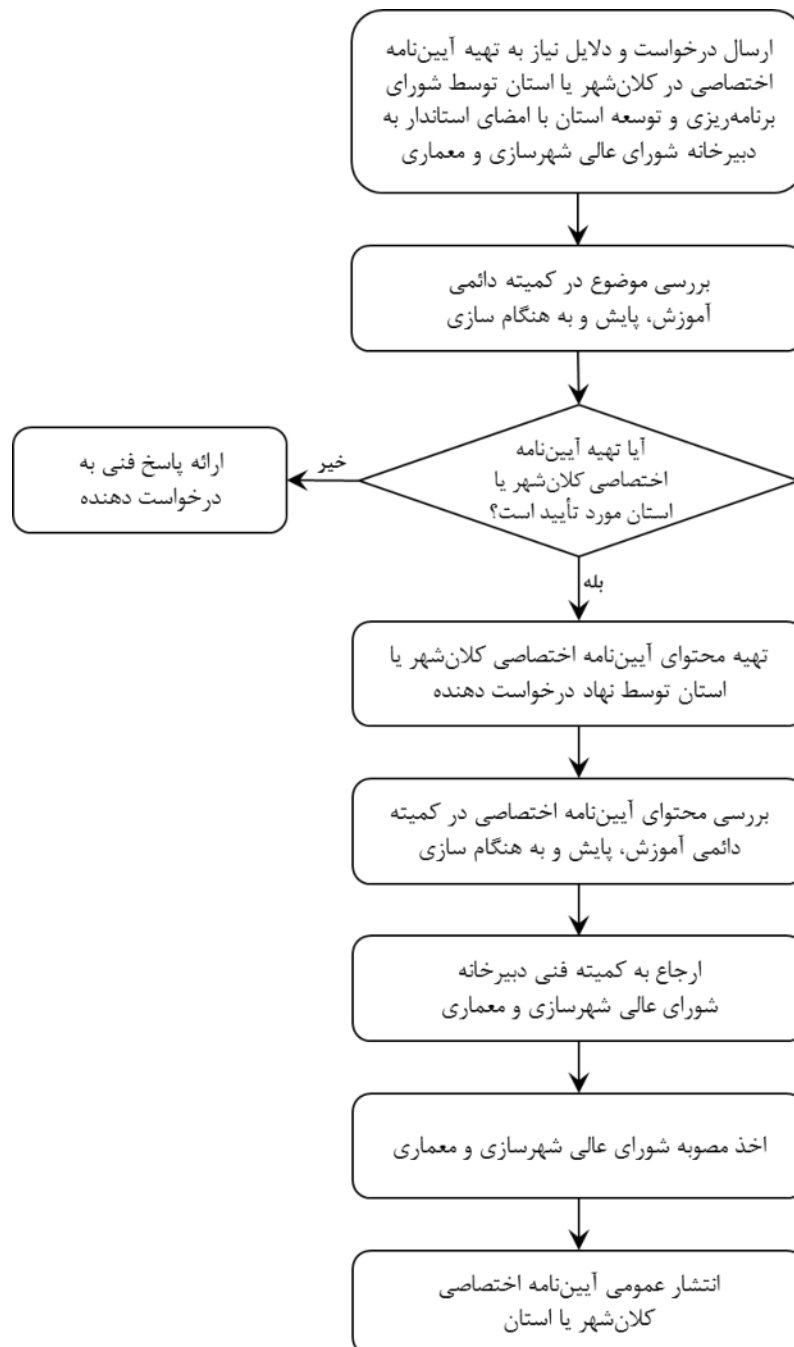 ارسال درخواست و دلایل نیاز به تهیه آیین‌نامه
اختصاصی در کلان‌شهر یا استان توسط شورای
برنامه‌ریزی و توسعه استان با امضای استاندار به
دبیرخانه شورای عالی شهرسازی و معماری
بررسی موضوع در کمیته دائمی
آموزش، پایش و به هنگام سازی
آیا تهیه آیین‌نامه
اختصاصی کلان‌شهر یا
استان مورد تأیید است؟
خیر
ارائه پاسخ فنی به
درخواست دهنده
بله
تهیه محتوای آیین‌نامه اختصاصی کلان‌شهر یا
استان توسط نهاد درخواست دهنده
بررسی محتوای آیین‌نامه اختصاصی در کمیته
دائمی آموزش، پایش و به هنگام سازی
ارجاع به کمیته فنی دبیرخانه
شورای عالی شهرسازی و معماری
اخذ مصوبه شورای عالی شهرسازی و معماری
انتشار عمومی آیین‌نامه اختصاصی
کلان‌شهر یا استان